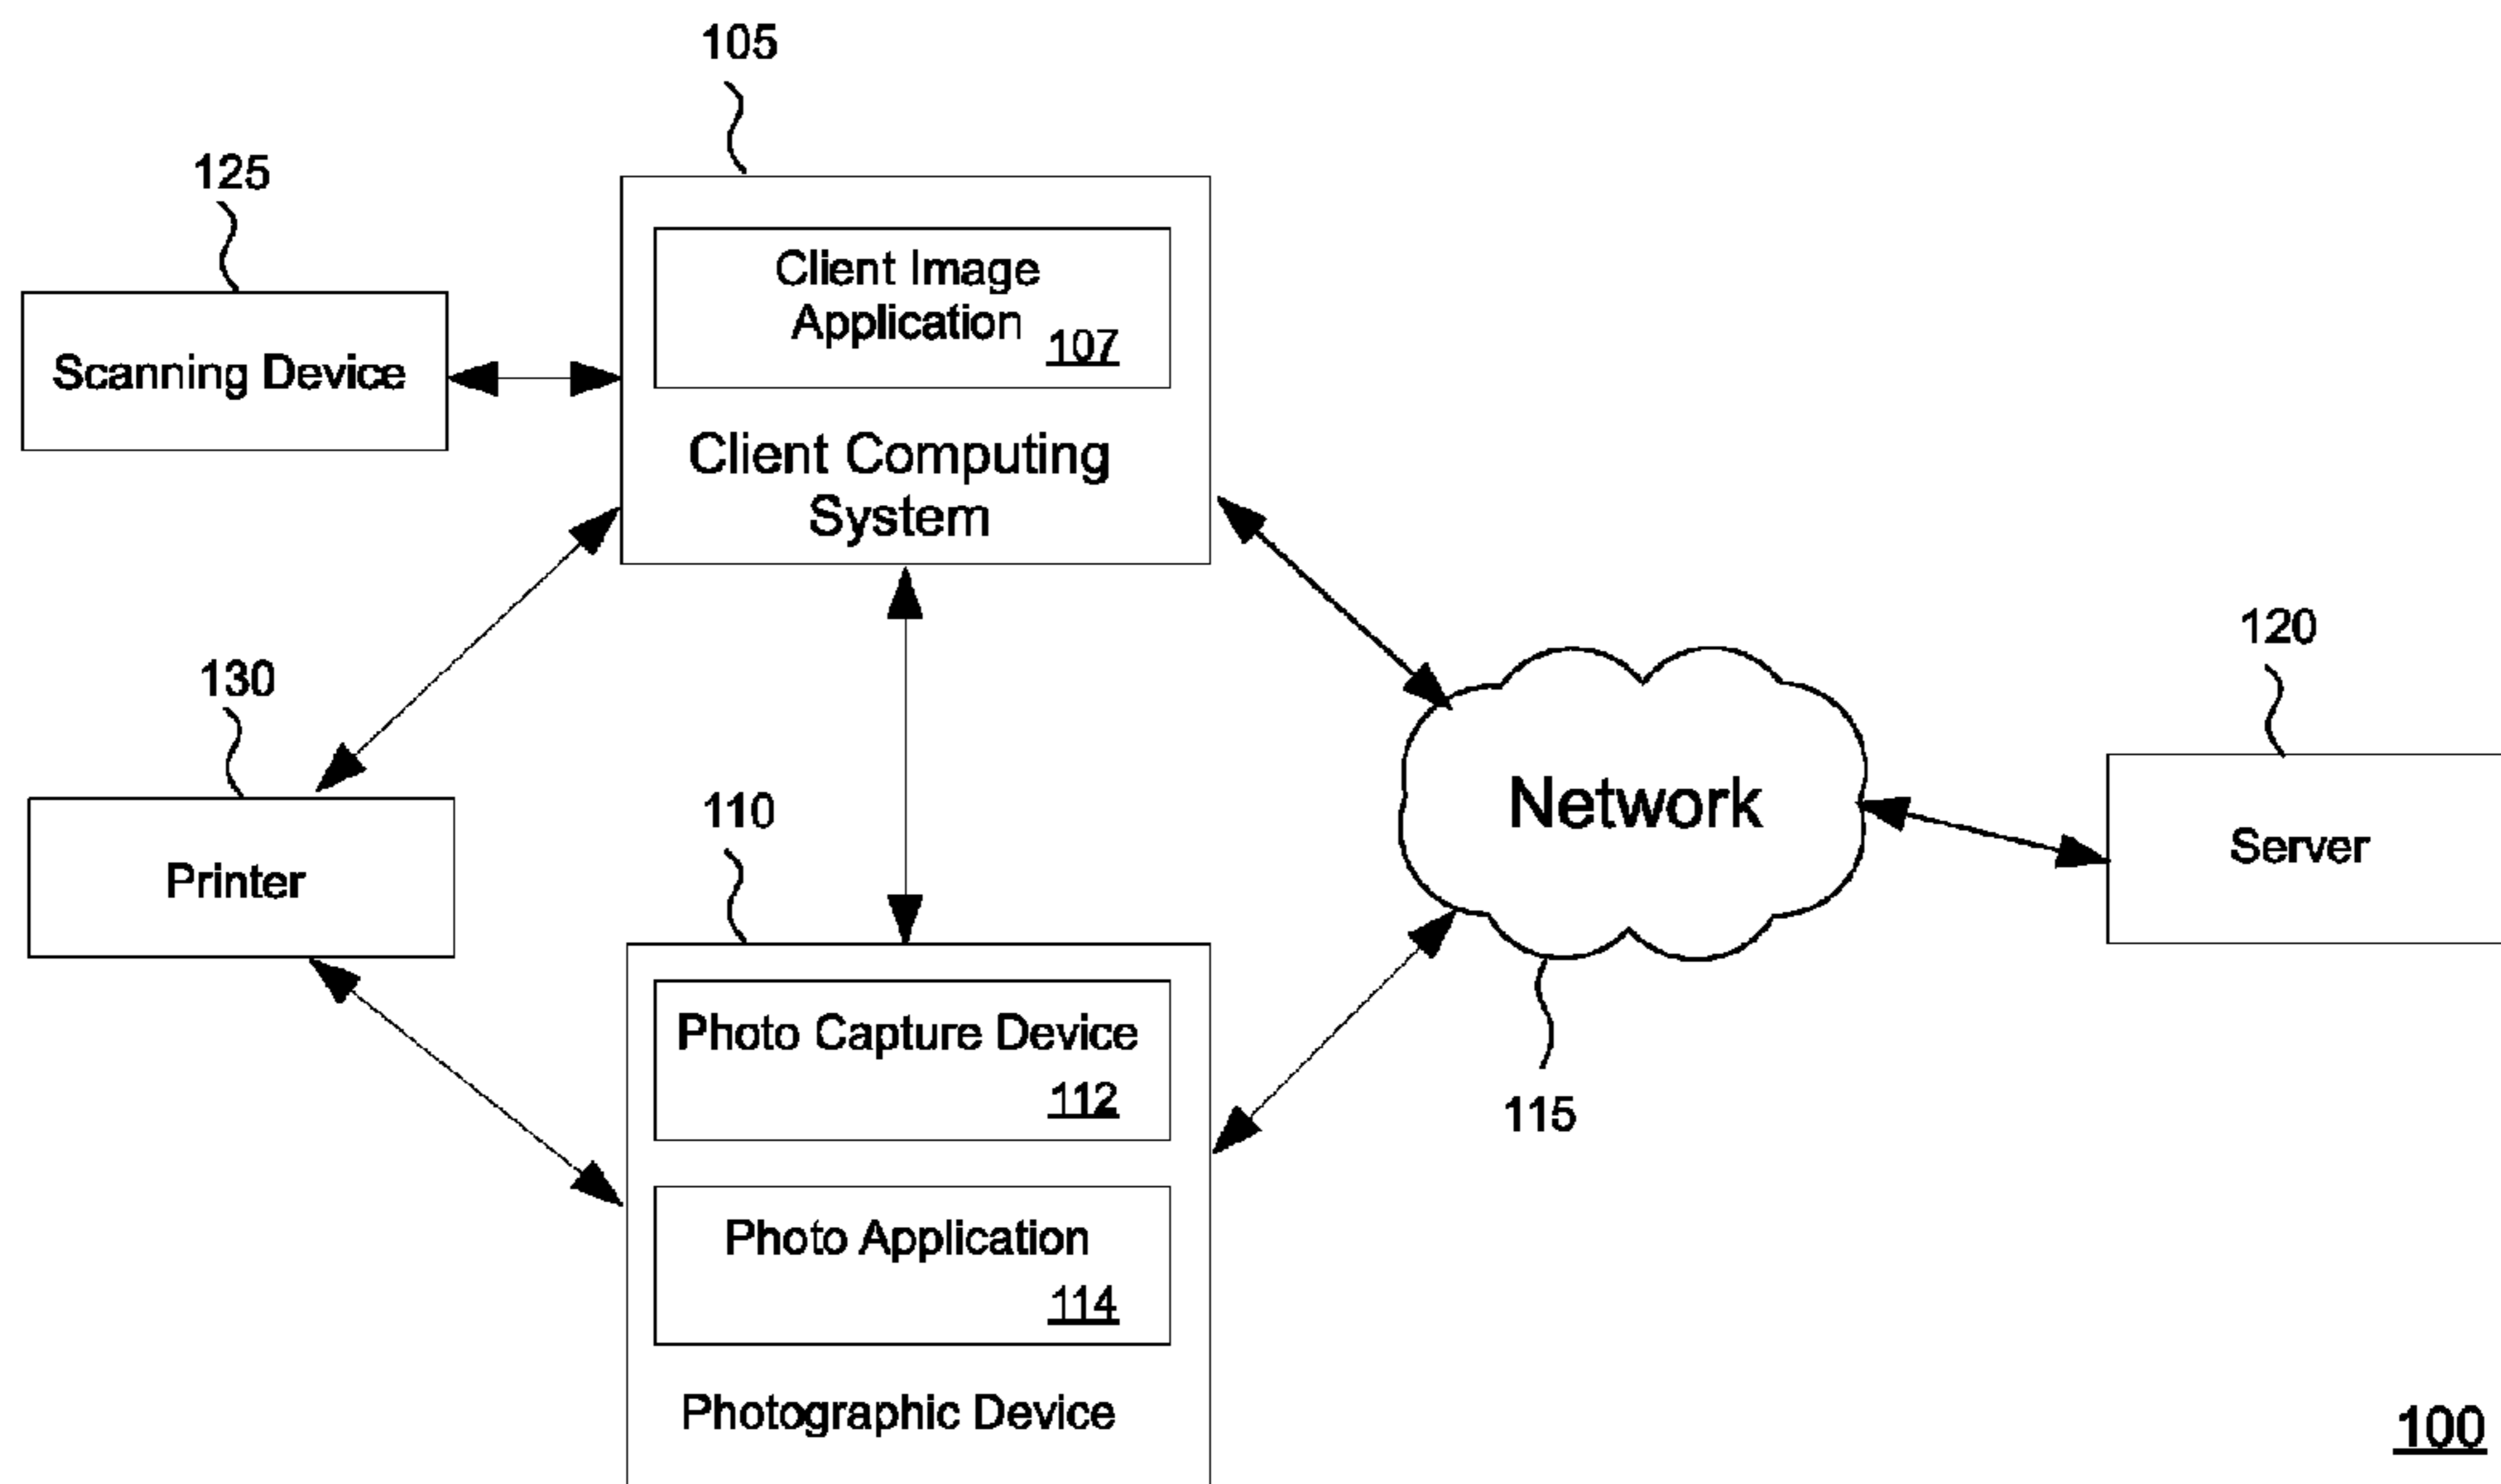 105
125
Client Image
Application 107
Scanning Device
Client Computing
System
120
130
110
Network
Server
Printer
Photo Capture Device
112
115
Photo Application
114
Photographic Device
100